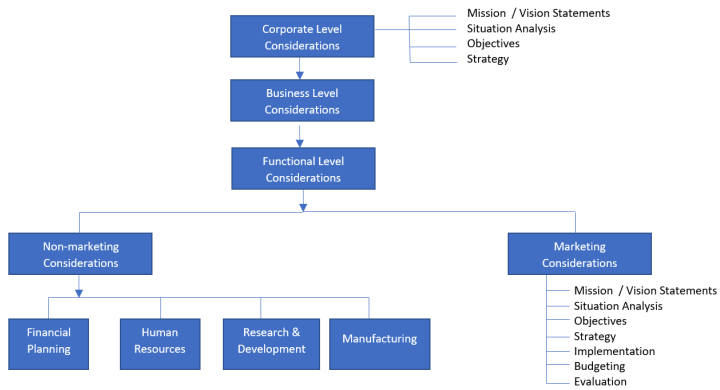 Corporate Level
Considerations
Mission / Vision Statements
Situation Analysis
Objectives
Strategy
Business Level
Considerations
Functional Level
Considerations
Non-marketing
Considerations
Marketing
Considerations
Financial
Planning
Human
Resources
Research &
Development
Manufacturing
Mission / Vision Statements
Situation Analysis
Objectives
Strategy
Implementation
Budgeting
Evaluation